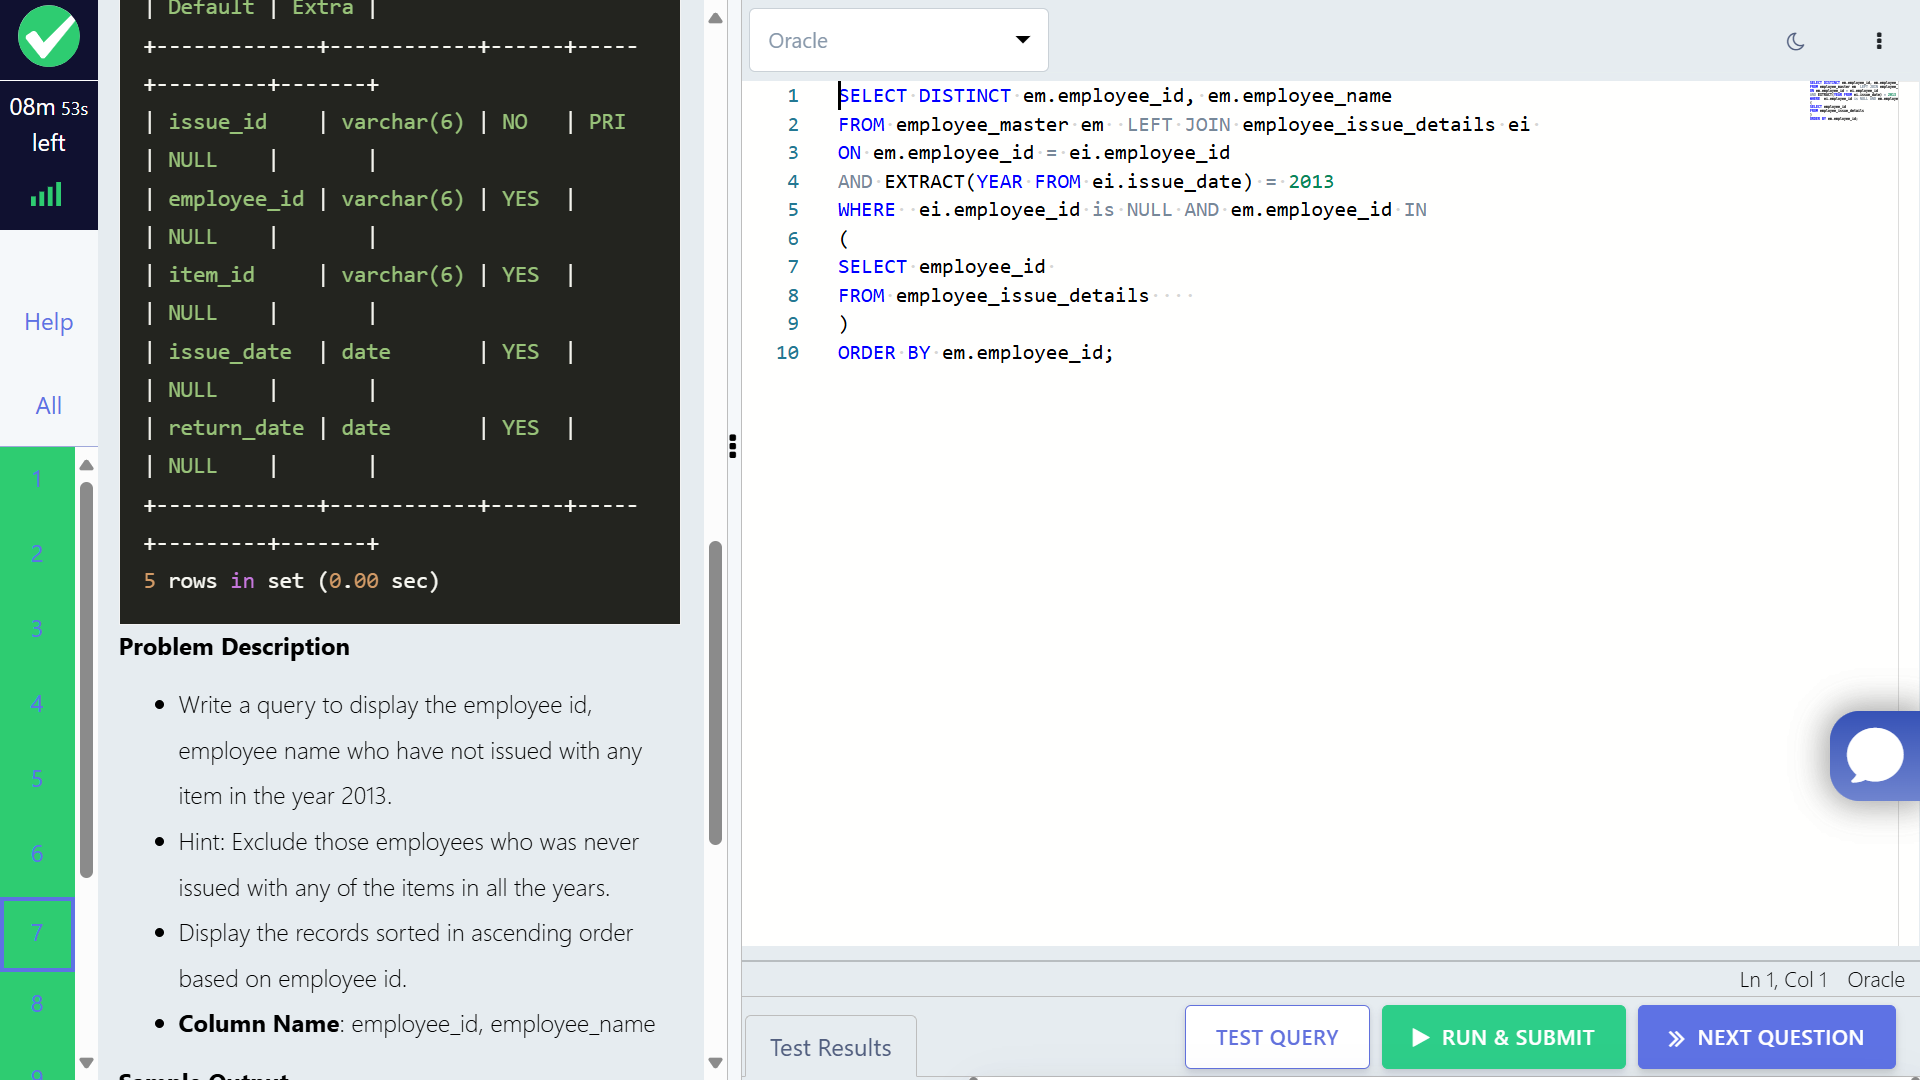 08m 53s
left
Help
All
1
2
3
4
5
6
7
8
9
| Default | Extra |
+-------------+------------+------+-----
+---------+-------+
| issue_id    | varchar(6) | NO   | PRI
| NULL    |       |
| employee_id | varchar(6) | YES  |
| NULL    |       |
| item_id     | varchar(6) | YES  |
| NULL    |       |
| issue_date  | date       | YES  |
| NULL    |       |
| return_date | date       | YES  |
| NULL    |       |
+-------------+------------+------+-----
+---------+-------+
5 rows in set (0.00 sec)
Problem Description
• Write a query to display the employee id,
employee name who have not issued with any
item in the year 2013.
• Hint: Exclude those employees who was never
issued with any of the items in all the years.
• Display the records sorted in ascending order
based on employee id.
• Column Name: employee_id, employee_name
Sample Output
Oracle
1 SELECT DISTINCT em.employee_id, em.employee_name
2 FROM employee_master em  LEFT JOIN employee_issue_details ei
3 ON em.employee_id = ei.employee_id
4 AND EXTRACT(YEAR FROM ei.issue_date) = 2013
5 WHERE  ei.employee_id is NULL AND em.employee_id IN
6 (
7 SELECT employee_id
8 FROM employee_issue_details
9 )
10 ORDER BY em.employee_id;
Ln 1, Col 1 Oracle
Test Results
TEST QUERY
RUN & SUBMIT
NEXT QUESTION